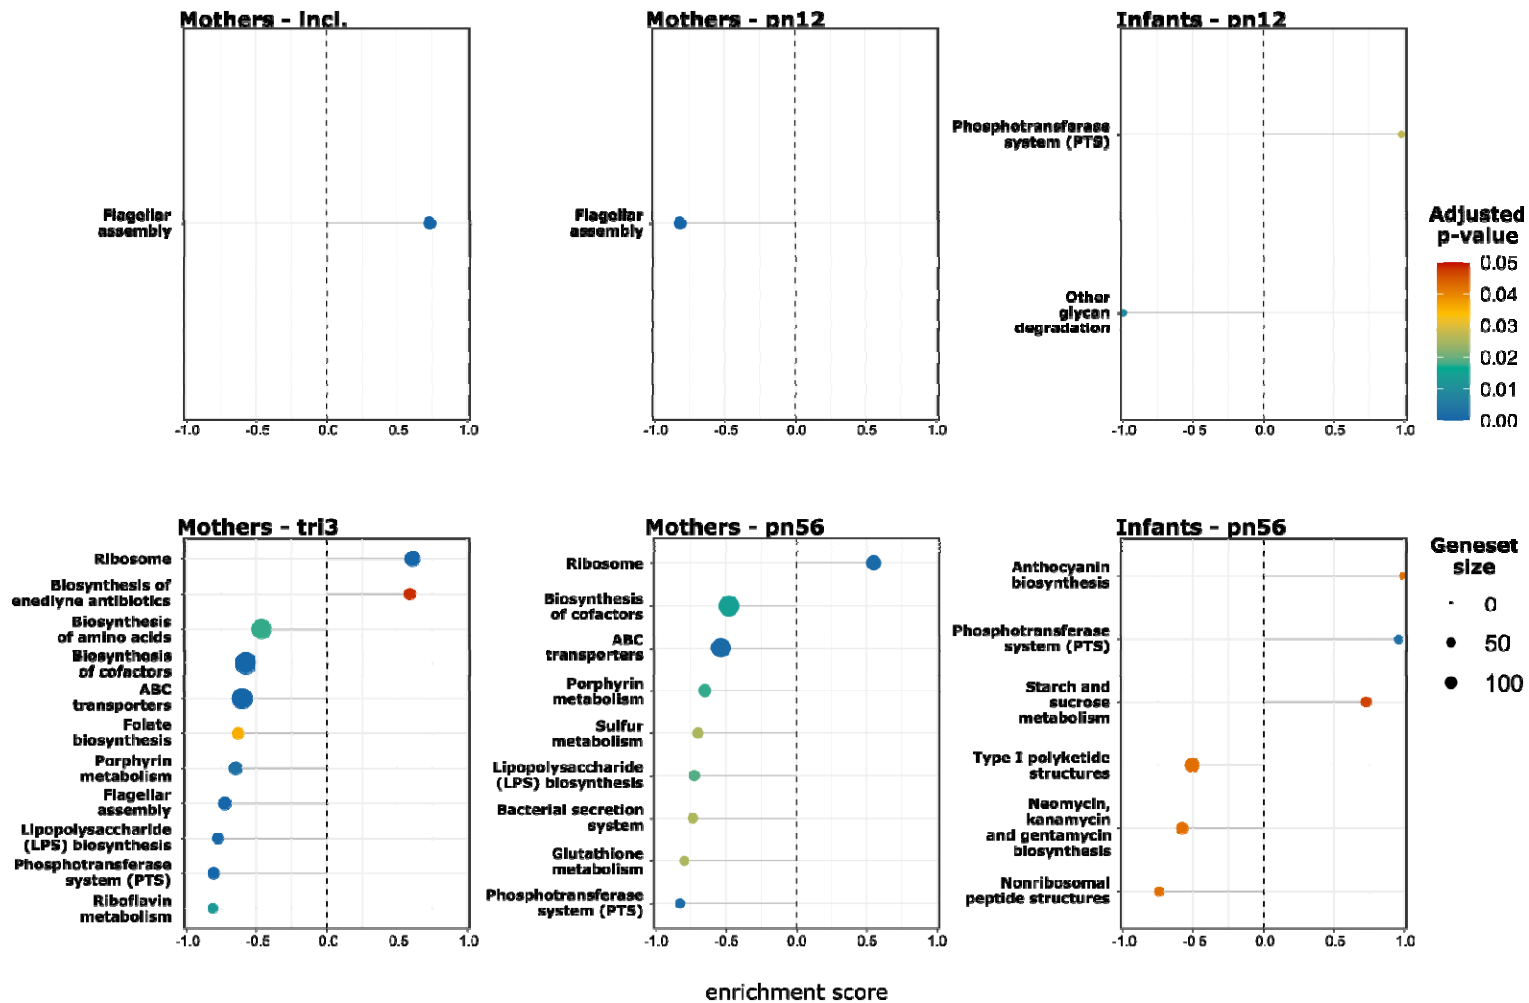 Mothers - incl.
Mothers - pn12
Infants - pn12
Flagellar
assembly
-1.0 -0.5 0.0 0.5 1.0
Flagellar
assembly
-1.0 -0.5 0.0 0.5 1.0
Phosphotransferase
system (PTS)
Other
glycan
degradation
-1.0 -0.5 0.0 0.5 1.0
Adjusted
p-value
0.05
0.04
0.03
0.02
0.01
0.00
Mothers - tri3
Ribosome
Biosynthesis of
enediyne antibiotics
Biosynthesis
of amino acids
Biosynthesis
of cofactors
ABC
transporters
Folate
biosynthesis
Porphyrin
metabolism
Flagellar
assembly
Lipopolysaccharide
(LPS) biosynthesis
Phosphotransferase
system (PTS)
Riboflavin
metabolism
-1.0 -0.5 0.0 0.5 1.0
Mothers - pn56
Ribosome
Biosynthesis
of cofactors
ABC
transporters
Porphyrin
metabolism
Sulfur
metabolism
Lipopolysaccharide
(LPS) biosynthesis
Bacterial secretion
system
Glutathione
metabolism
Phosphotransferase
system (PTS)
-1.0 -0.5 0.0 0.5 1.0
Infants - pn56
Anthocyanin
biosynthesis
Phosphotransferase
system (PTS)
Starch and
sucrose
metabolism
Type I polyketide
structures
Neomycin,
kanamycin
and gentamycin
biosynthesis
Nonribosomal
peptide structures
-1.0 -0.5 0.0 0.5 1.0
Geneset
size
0
50
100
enrichment score